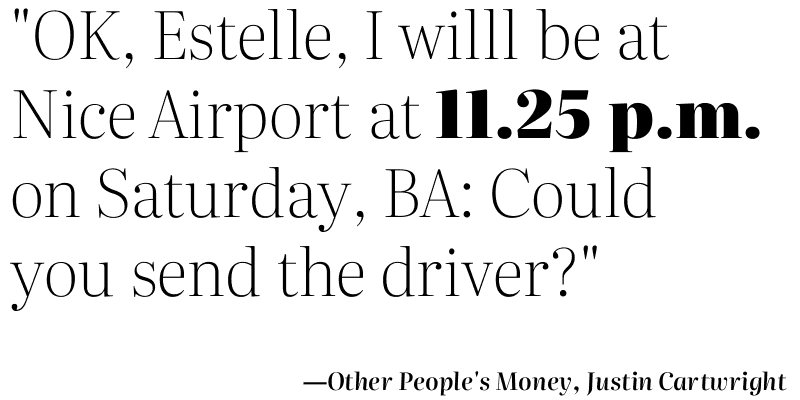 "OK, Estelle, I willl be at
Nice Airport at 11.25 p.m.
on Saturday, BA: Could
you send the driver?"
—Other People's Money, Justin Cartwright